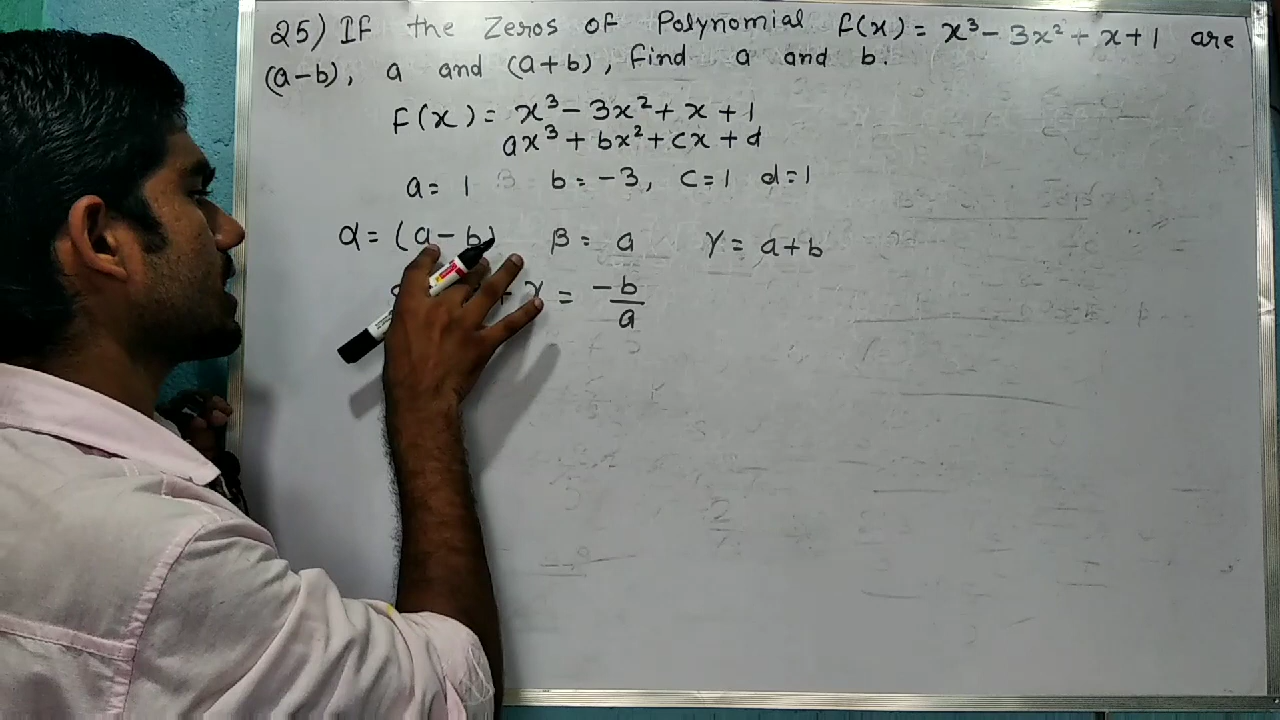 25) IF the Zeros of Polynomial F(x) = x³ - 3x² + x + 1 are
(a-b), a and (a+b), Find a and b.
F(x) = x³ - 3x² + x + 1
ax³ + bx² + cx + d
a = 1 b = -3, c = 1 d = 1
α = (a - b) β = a γ = a + b
+ γ = -b/a